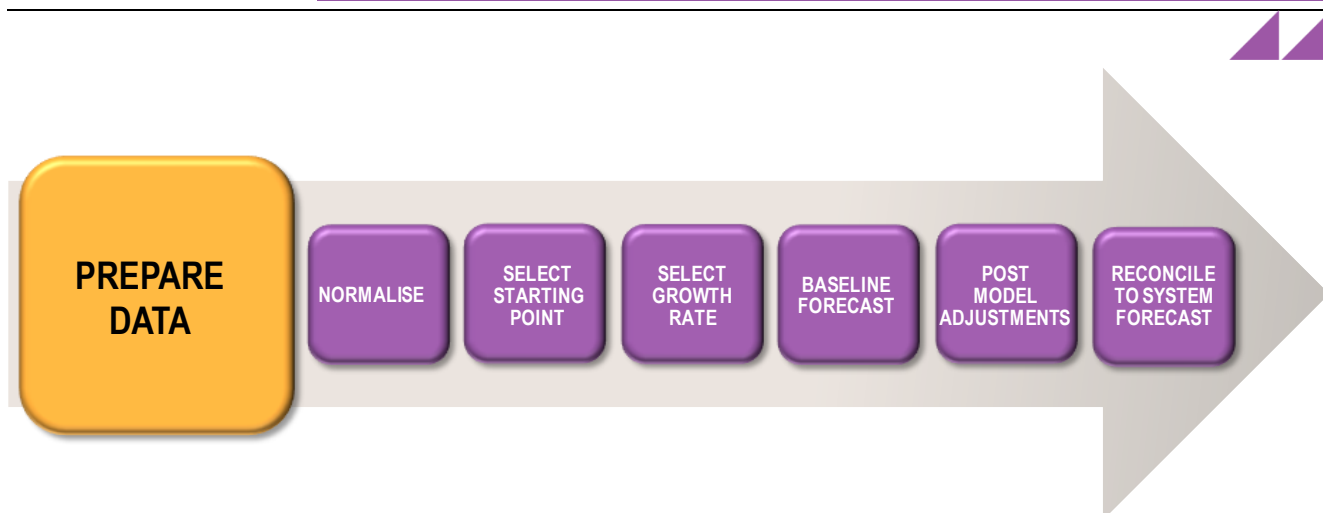 PREPARE
DATA
NORMALISE
SELECT
STARTING
POINT
SELECT
GROWTH
RATE
BASELINE
FORECAST
POST
MODEL
ADJUSTMENTS
RECONCILE
TO SYSTEM
FORECAST